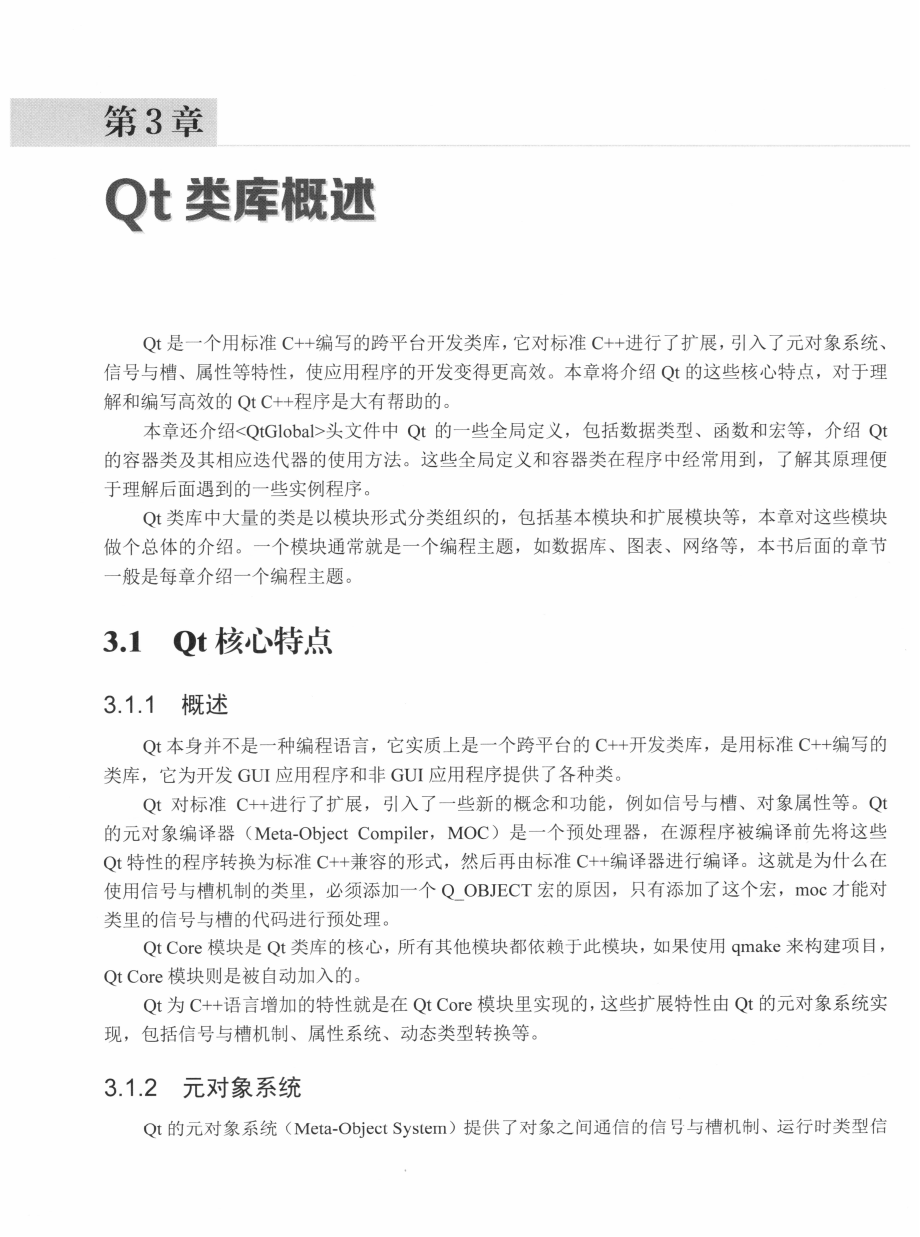 第3章
Qt 类库概述
Qt 是一个用标准 C++编写的跨平台开发类库，它对标准 C++进行了扩展，引入了元对象系统、
信号与槽、属性等特性，使应用程序的开发变得更高效。本章将介绍 Qt 的这些核心特点，对于理
解和编写高效的 Qt C++程序是大有帮助的。
本章还介绍<QtGlobal>头文件中 Qt 的一些全局定义，包括数据类型、函数和宏等，介绍 Qt
的容器类及其相应迭代器的使用方法。这些全局定义和容器类在程序中经常用到，了解其原理便
于理解后面遇到的一些实例程序。
Qt 类库中大量的类是以模块形式分类组织的，包括基本模块和扩展模块等，本章对这些模块
做个总体的介绍。一个模块通常就是一个编程主题，如数据库、图表、网络等，本书后面的章节
一般是每章介绍一个编程主题。
3.1 Qt 核心特点
3.1.1 概述
Qt 本身并不是一种编程语言，它实质上是一个跨平台的 C++开发类库，是用标准 C++编写的
类库，它为开发 GUI 应用程序和非 GUI 应用程序提供了各种类。
Qt 对标准 C++进行了扩展，引入了一些新的概念和功能，例如信号与槽、对象属性等。Qt
的元对象编译器（Meta-Object Compiler，MOC）是一个预处理器，在源程序被编译前先将这些
Qt 特性的程序转换为标准 C++兼容的形式，然后再由标准 C++编译器进行编译。这就是为什么在
使用信号与槽机制的类里，必须添加一个 Q_OBJECT 宏的原因，只有添加了这个宏，moc 才能对
类里的信号与槽的代码进行预处理。
Qt Core 模块是 Qt 类库的核心，所有其他模块都依赖于此模块，如果使用 qmake 来构建项目，
Qt Core 模块则是被自动加入的。
Qt 为 C++语言增加的特性就是在 Qt Core 模块里实现的，这些扩展特性由 Qt 的元对象系统实
现，包括信号与槽机制、属性系统、动态类型转换等。
3.1.2 元对象系统
Qt 的元对象系统（Meta-Object System）提供了对象之间通信的信号与槽机制、运行时类型信